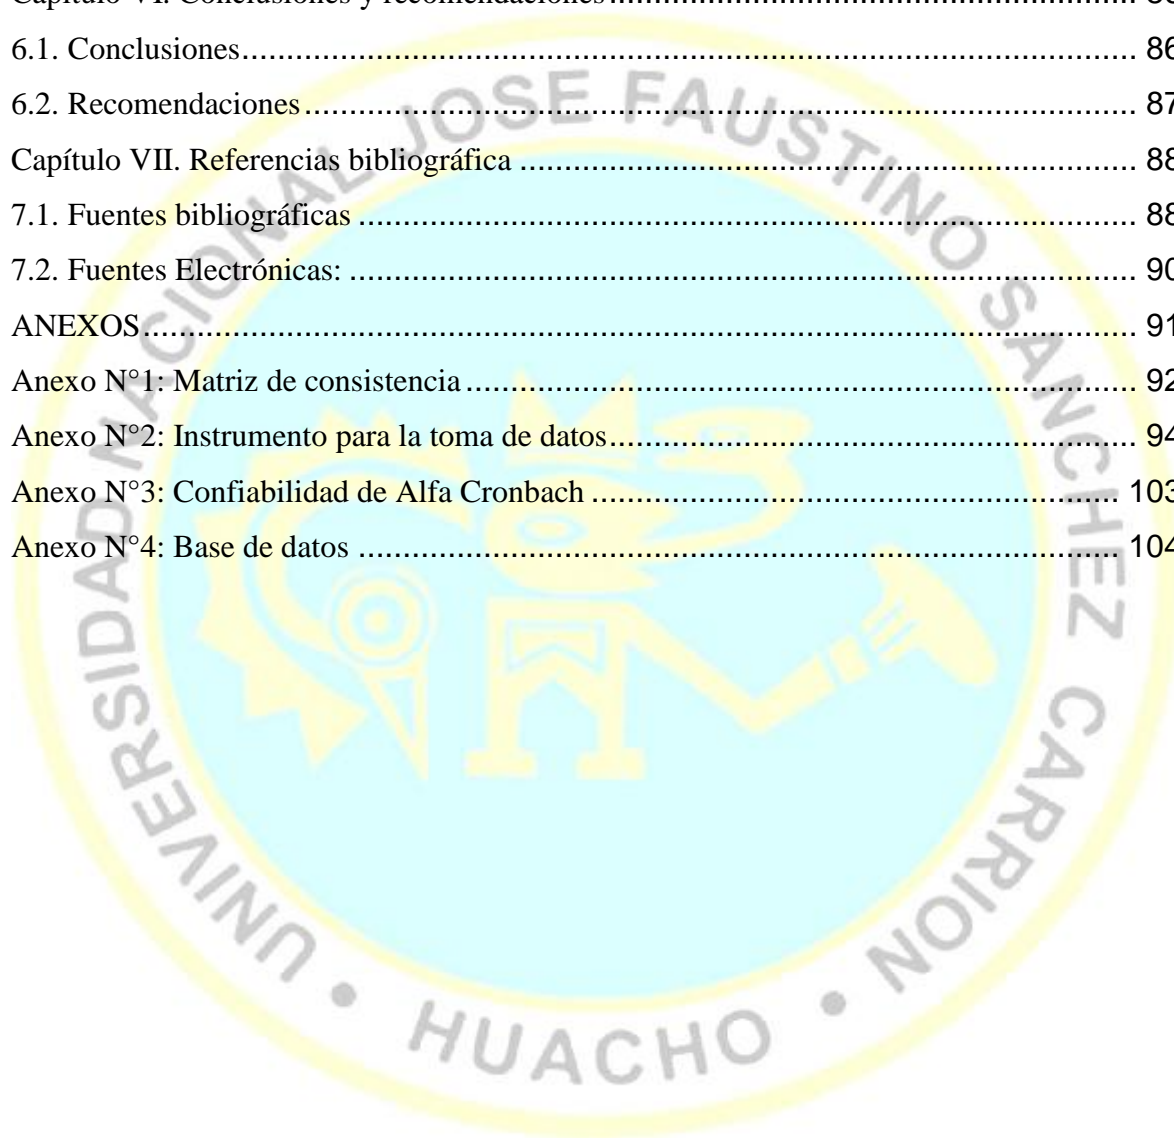 6.1. Conclusiones........................................ 86
6.2. Recomendaciones........................................ 87
Capítulo VII. Referencias bibliográfica ........................................ 88
7.1. Fuentes bibliográficas ........................................ 88
7.2. Fuentes Electrónicas: ........................................ 90
ANEXOS........................................ 91
Anexo N°1: Matriz de consistencia ........................................ 92
Anexo N°2: Instrumento para la toma de datos........................................ 94
Anexo N°3: Confiabilidad de Alfa Cronbach ........................................ 103
Anexo N°4: Base de datos ........................................ 104
UNIVERSIDAD NACIONAL JOSE FAUSTINO SANCHEZ CARRION • HUACHO •